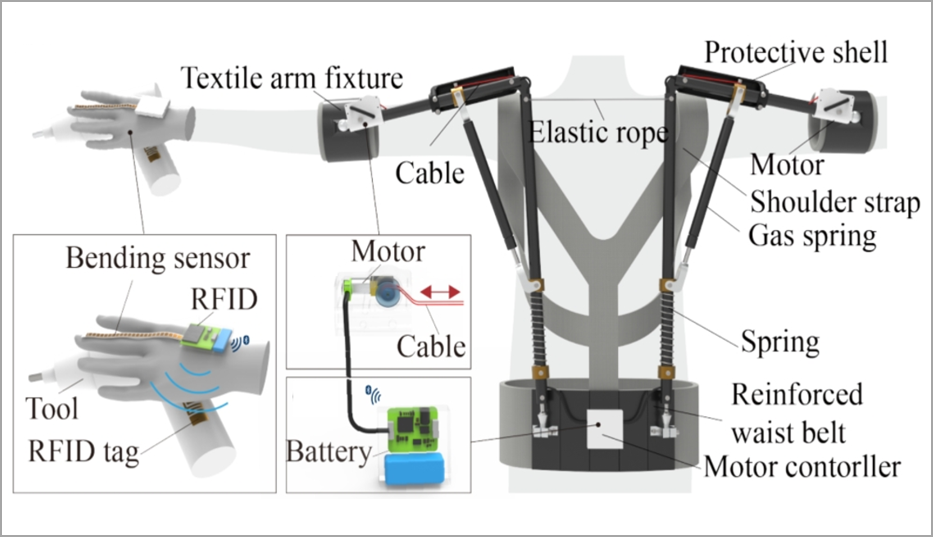 Protective shell
Textile arm fixture
Elastic rope
Cable
Motor
Shoulder strap
Gas spring
Bending sensor
RFID
Tool
RFID tag
Motor
Cable
Battery
Spring
Reinforced
waist belt
Motor contorller